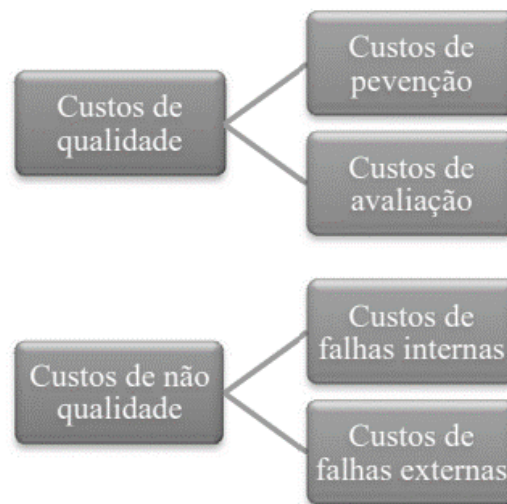 Custos de
qualidade
Custos de
pevenção
Custos de
avaliação
Custos de não
qualidade
Custos de
falhas internas
Custos de
falhas externas